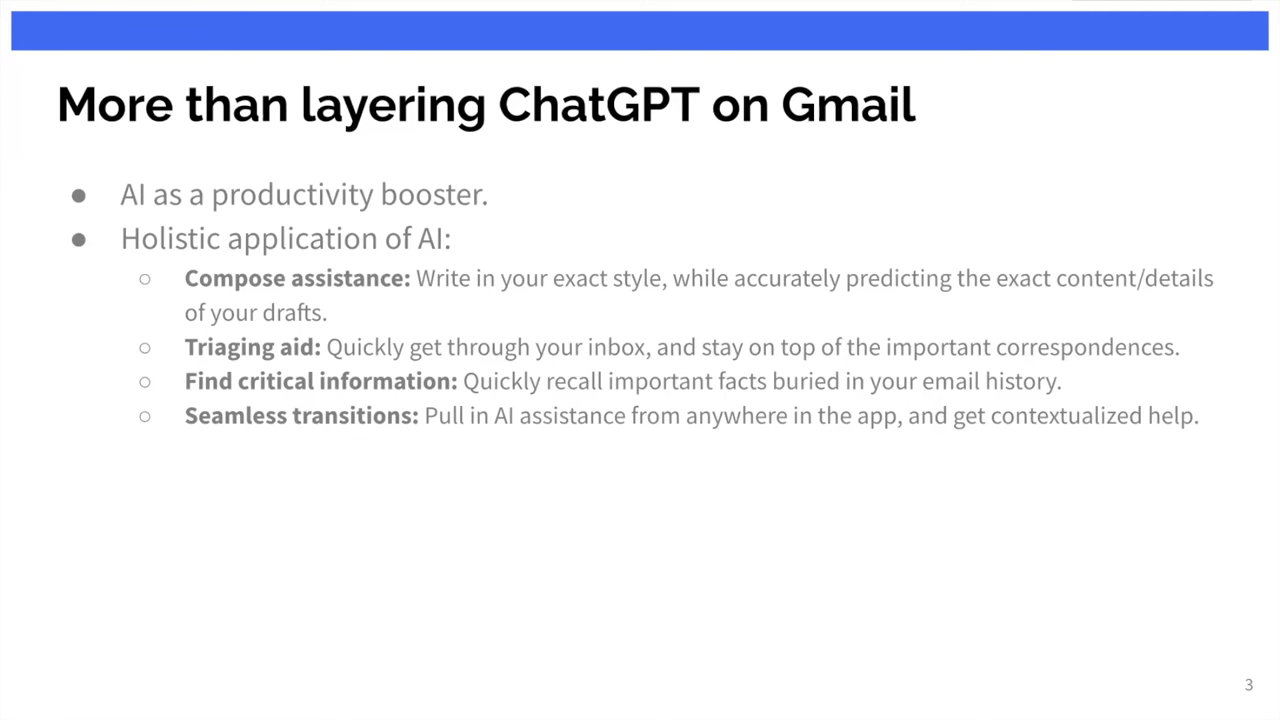 More than layering ChatGPT on Gmail
● AI as a productivity booster.
● Holistic application of AI:
○ Compose assistance: Write in your exact style, while accurately predicting the exact content/details
of your drafts.
○ Triaging aid: Quickly get through your inbox, and stay on top of the important correspondences.
○ Find critical information: Quickly recall important facts buried in your email history.
○ Seamless transitions: Pull in AI assistance from anywhere in the app, and get contextualized help.
3